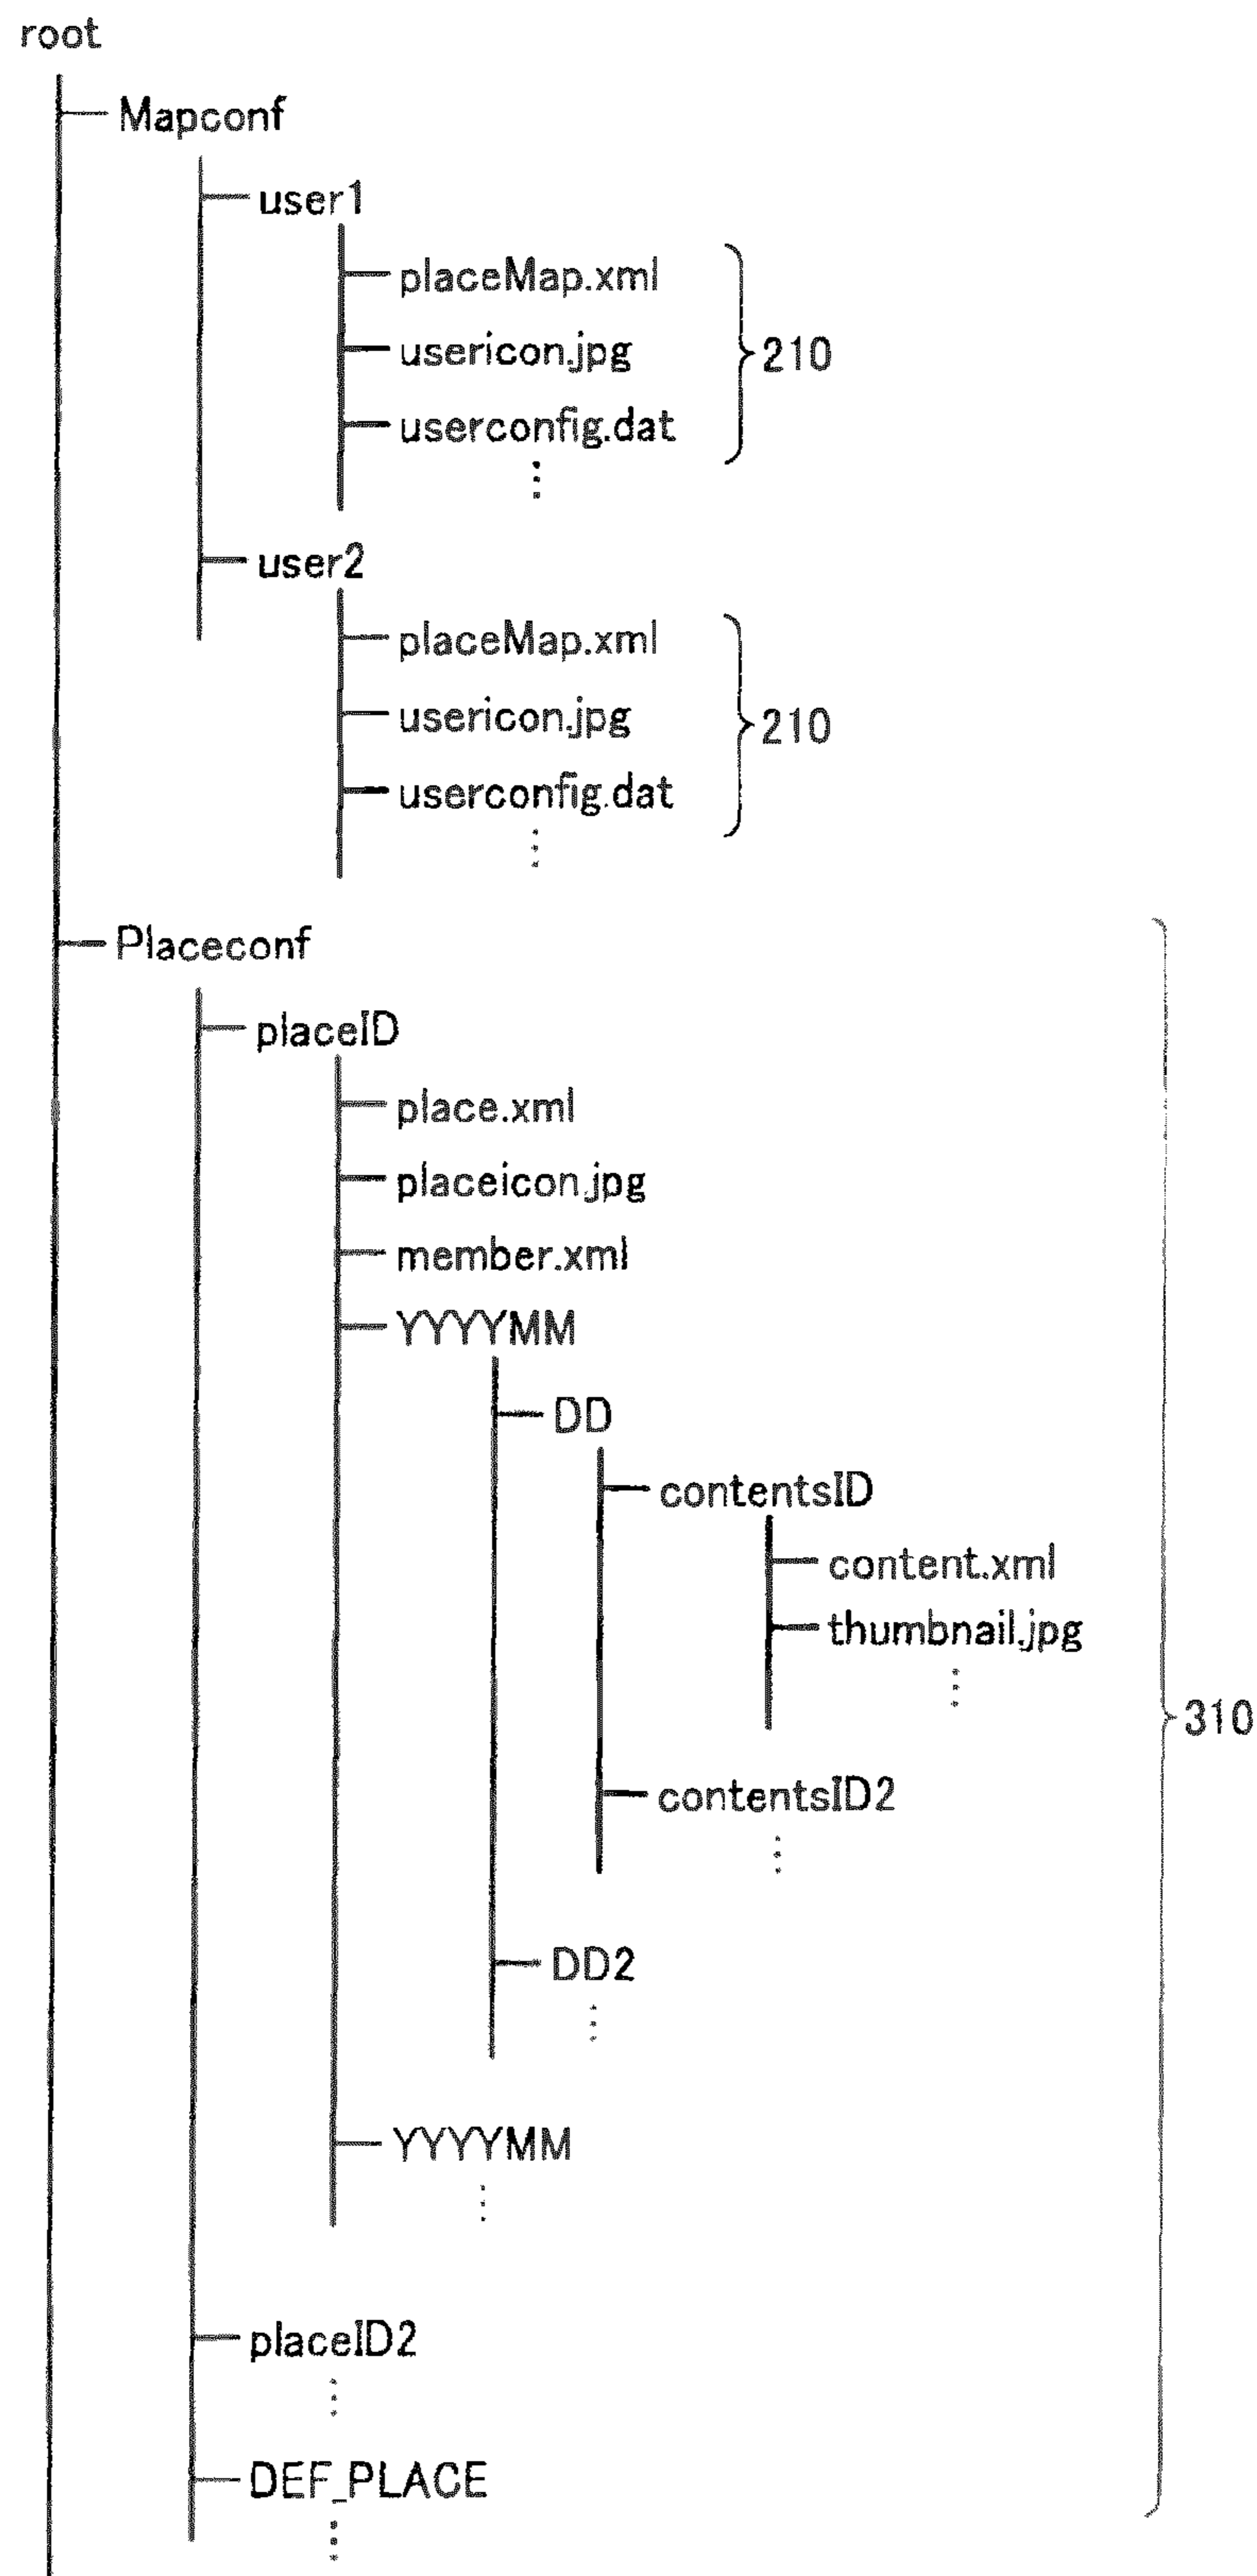 root
Mapconf
user1
placeMap.xml
usericon.jpg
210
userconfig.dat
user2
placeMap.xml
usericon.jpg
210
userconfig.dat
Placeconf
placeID
place.xml
placeicon.jpg
member.xml
YYYYMM
DD
contentsID
content.xml
thumbnail.jpg
310
contentsID2
DD2
YYYYMM
placeID2
DEF_PLACE